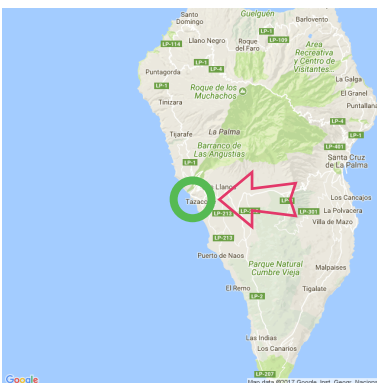 Santo
Domingo
Gueleguén
Barlovento
LP-1
LP-114
Llano Negro
Roque
del Faro
LP-109
Área
Recreativa
y Centro de
Visitantes...
LP-1
LP-4
Puntagorda
LP-1
La Galga
El Granel
Puntallana
Roque de los
Muchachos
Tinizara
LP-4
Tijarafe
La Palma
Barranco de
Las Angustias
LP-401
LP-1
Santa Cruz
de La Palma
Llanos
Tazaco
LP-213
LP-301
Los Cancajos
La Polvacera
Villa de Mazo
LP-213
Puerto de Naos
Parque Natural
Cumbre Vieja
Malpaises
El Remo
LP-2
Tigalate
Las Indias
Los Canarios
LP-207
Google
Map data ©2017 Google, Inst. Geogr. Nacional